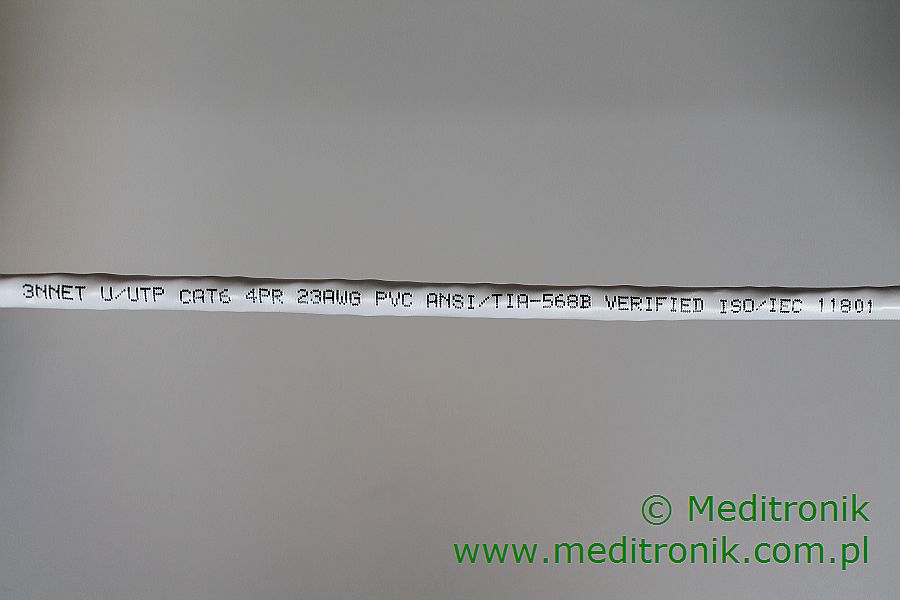 3NNET U/UTP CAT6 4PR 23AWG PVC ANSI/TIA-568B VERIFIED ISO/IEC 11801
© Meditronik
www.meditronik.com.pl